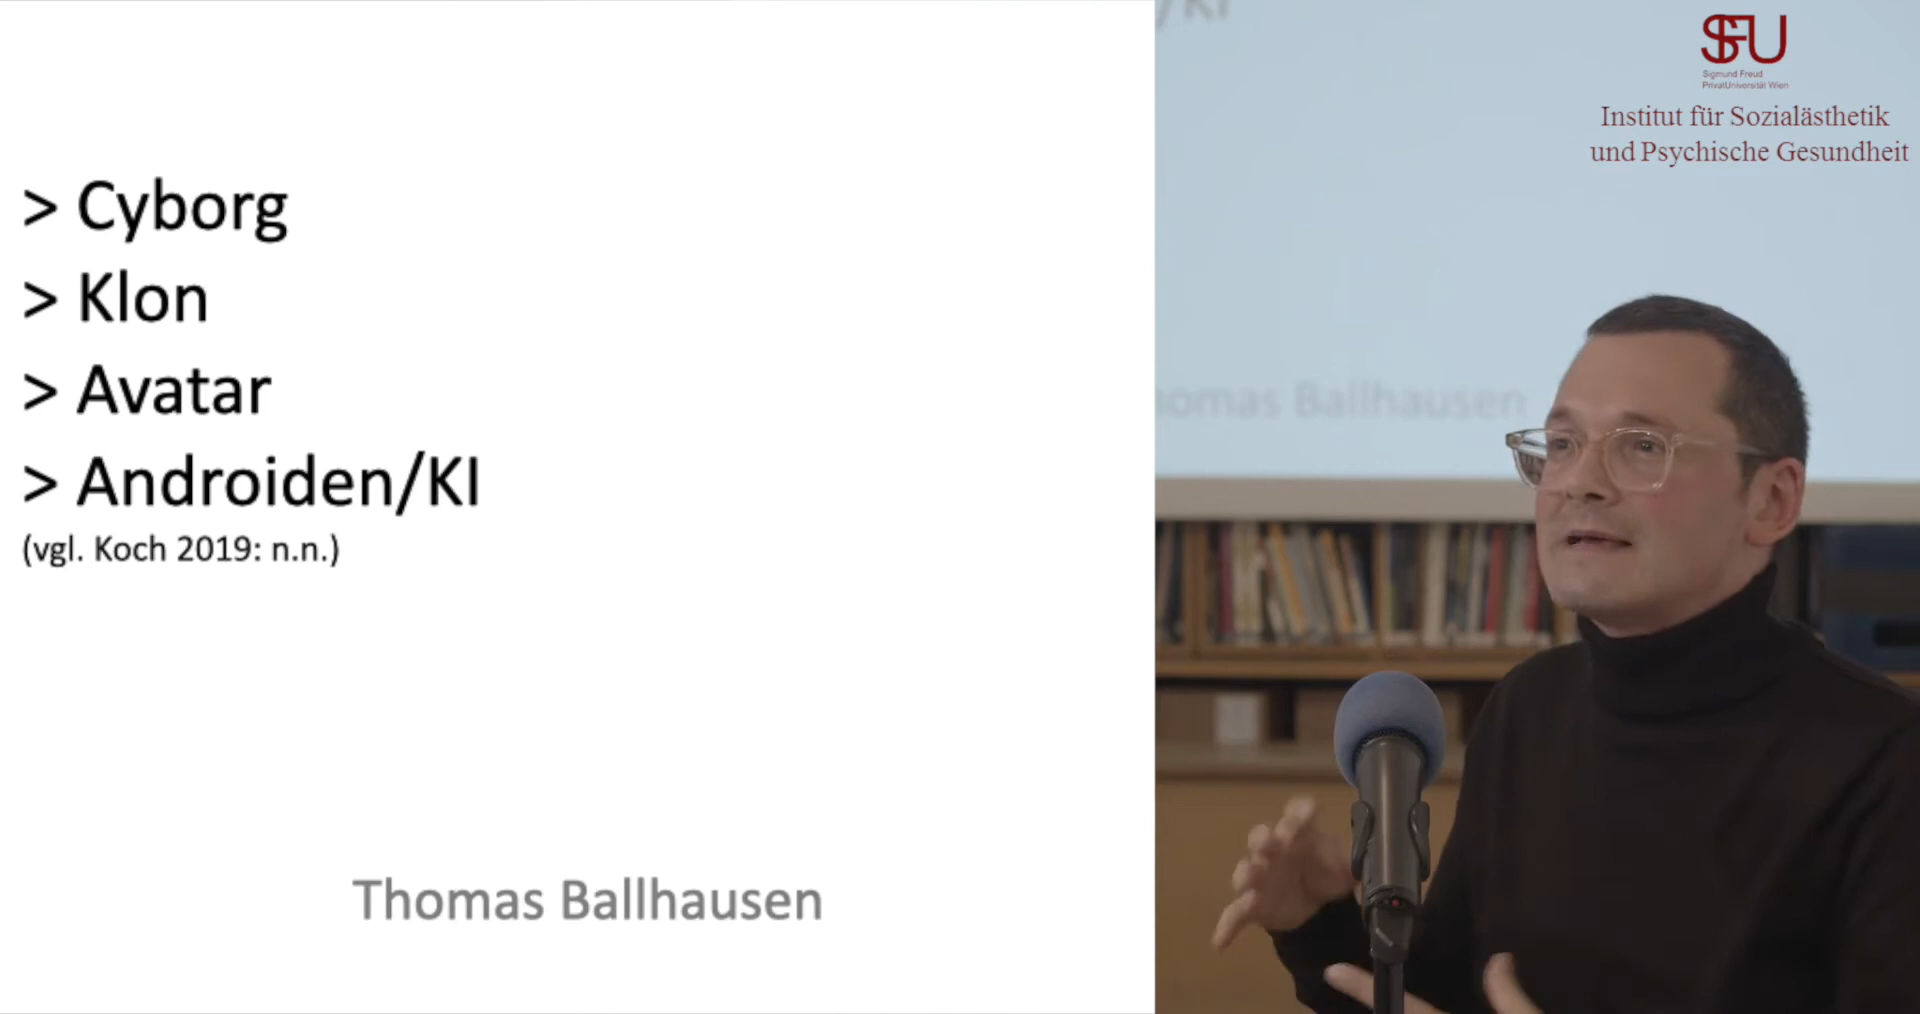 > Cyborg
> Klon
> Avatar
> Androiden/KI
(vgl. Koch 2019: n.n.)
Thomas Ballhausen
/KI
omas Ballhausen
SFU
Sigmund Freud
PrivatUniversität Wien
Institut für Sozialästhetik
und Psychische Gesundheit